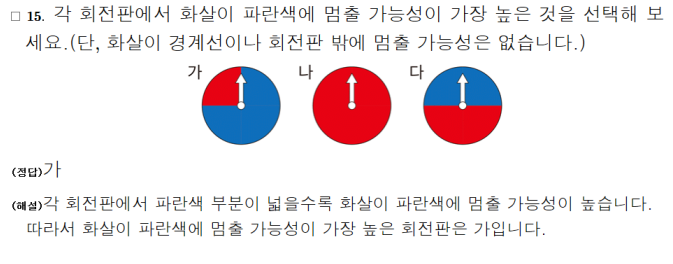 □ 15. 각 회전판에서 화살이 파란색에 멈출 가능성이 가장 높은 것을 선택해 보
세요.(단, 화살이 경계선이나 회전판 밖에 멈출 가능성은 없습니다.)
가 나 다
(정답)가
(해설)각 회전판에서 파란색 부분이 넓을수록 화살이 파란색에 멈출 가능성이 높습니다.
따라서 화살이 파란색에 멈출 가능성이 가장 높은 회전판은 가입니다.